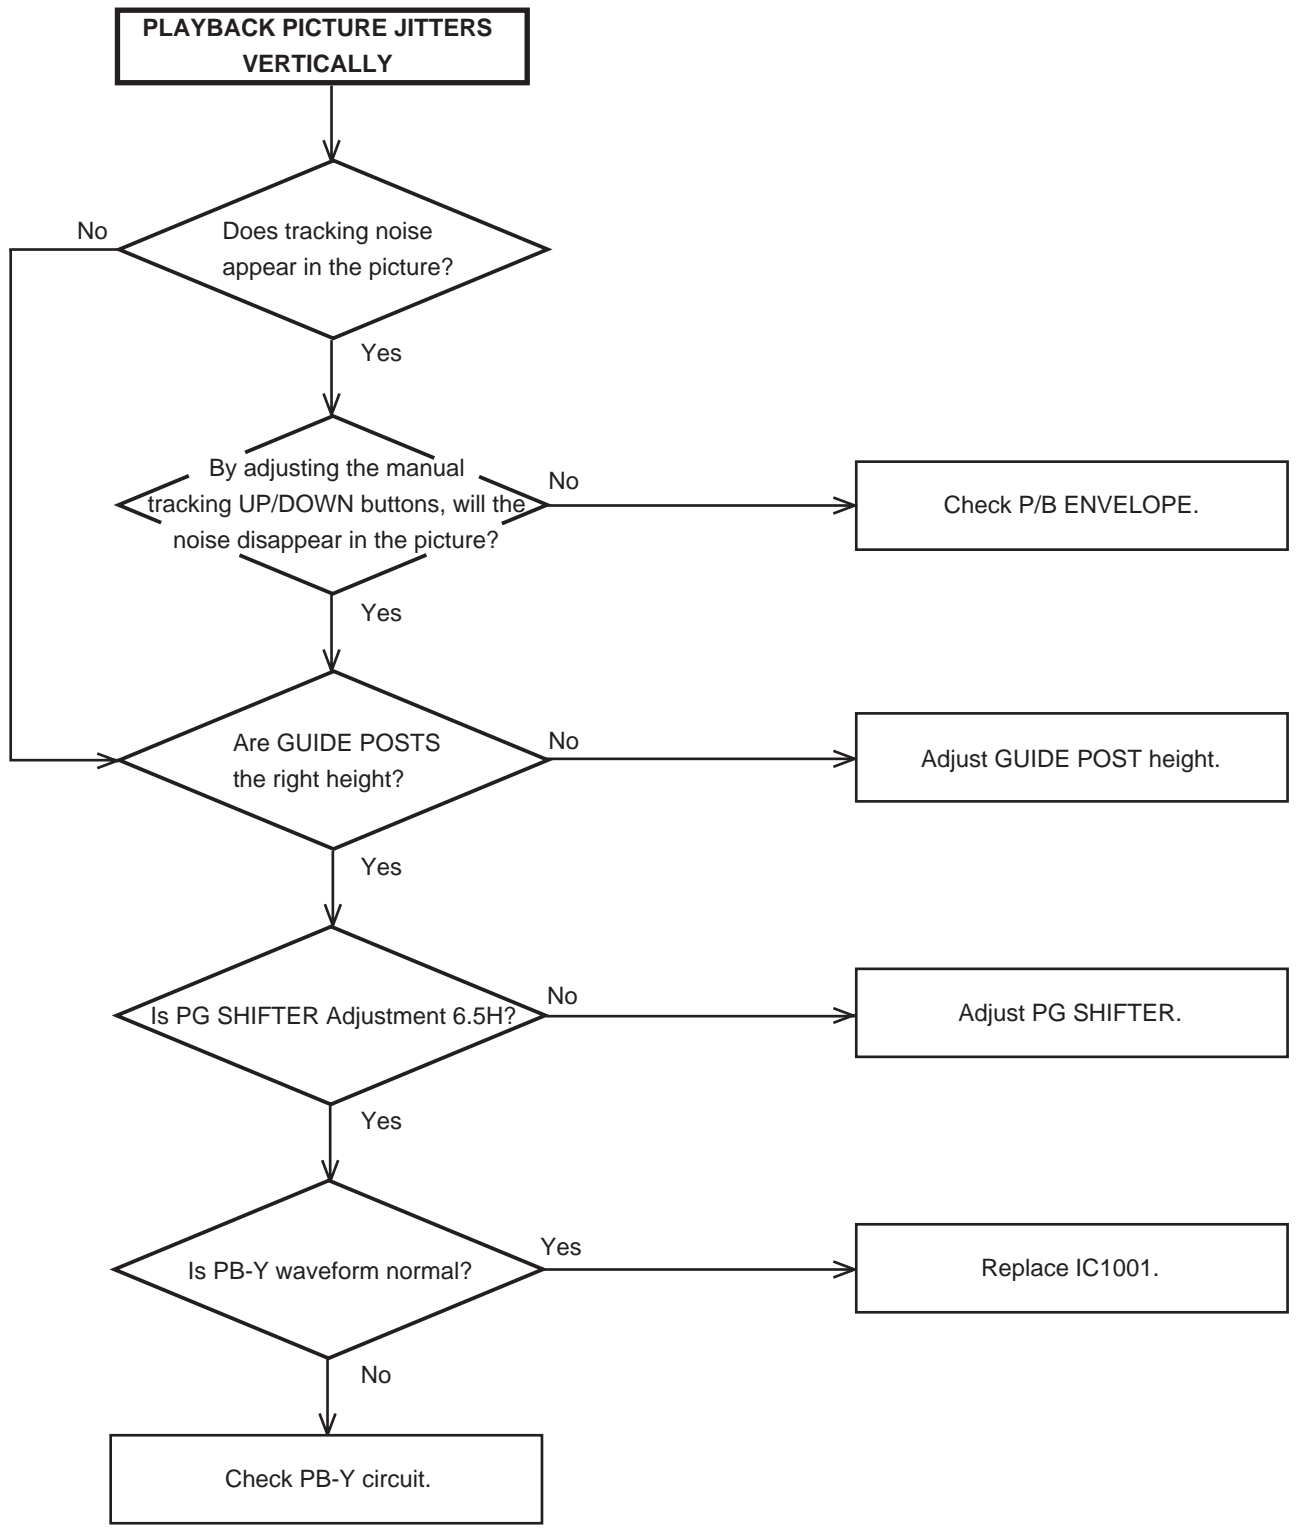 PLAYBACK PICTURE JITTERS
VERTICALLY
No
Does tracking noise
appear in the picture?
Yes
By adjusting the manual
tracking UP/DOWN buttons, will the
noise disappear in the picture?
No
Check P/B ENVELOPE.
Yes
Are GUIDE POSTS
the right height?
No
Adjust GUIDE POST height.
Yes
Is PG SHIFTER Adjustment 6.5H?
No
Adjust PG SHIFTER.
Yes
Is PB-Y waveform normal?
Yes
Replace IC1001.
No
Check PB-Y circuit.